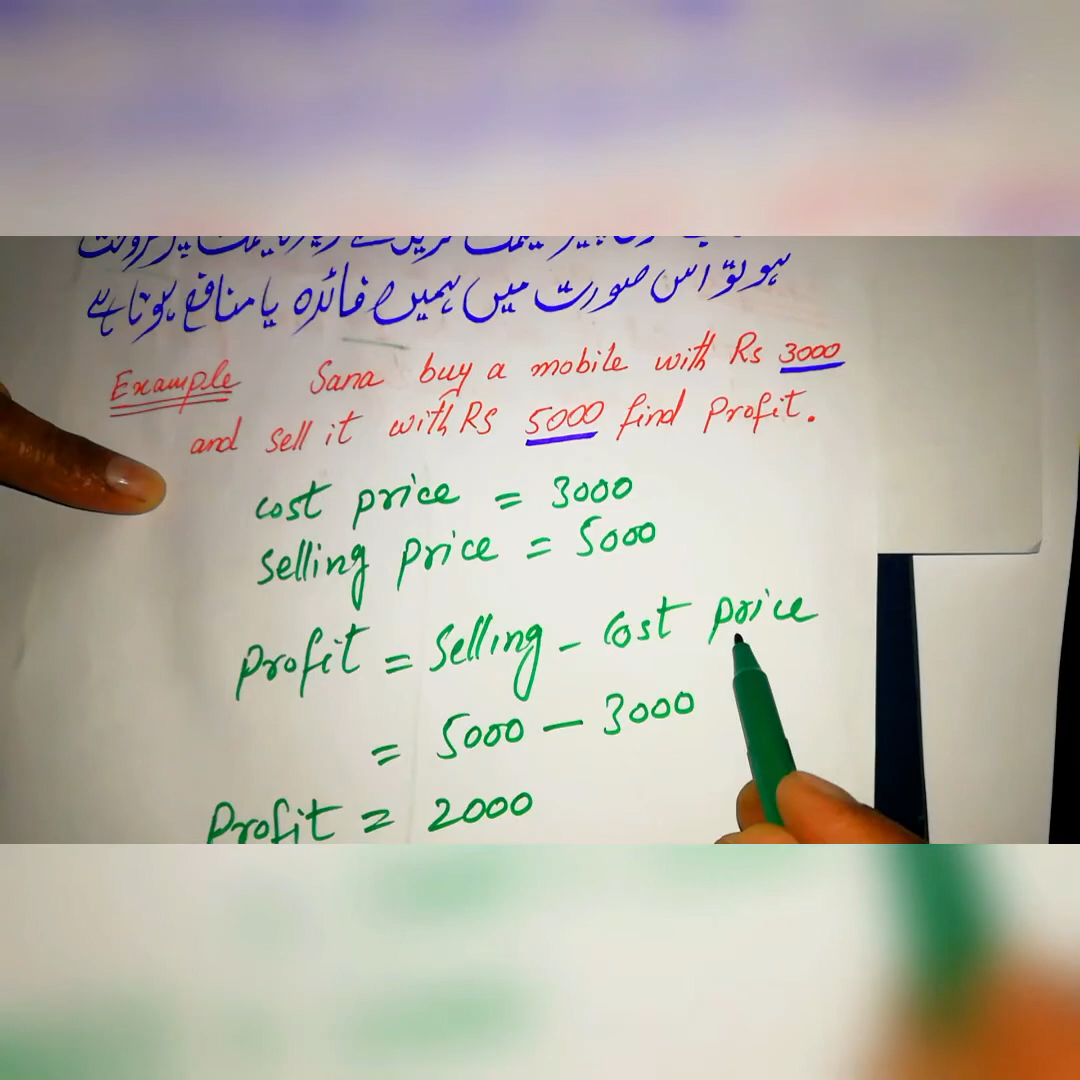 ہو تو اس صورت میں ہمیں فائدہ یا منافع ہوتا ہے
Example Sana buy a mobile with Rs 3000
and sell it with Rs 5000 find Profit.
cost price = 3000
selling price = 5000
Profit = Selling - Cost price
= 5000 - 3000
Profit = 2000